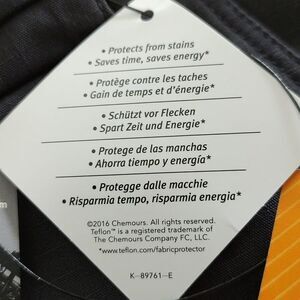 • Protects from stains
• Saves time, saves energy*
• Protège contre les taches
• Gain de temps et d'énergie*
• Schützt vor Flecken
• Spart Zeit und Energie*
• Protege de las manchas
• Ahorra tiempo y energía*
• Protegge dalle macchie
• Risparmia tempo, risparmia energia*
©2016 Chemours. All rights reserved.
Teflon™ is a registered trademark of
The Chemours Company FC, LLC.
*www.teflon.com/fabricprotector
K--89761--E